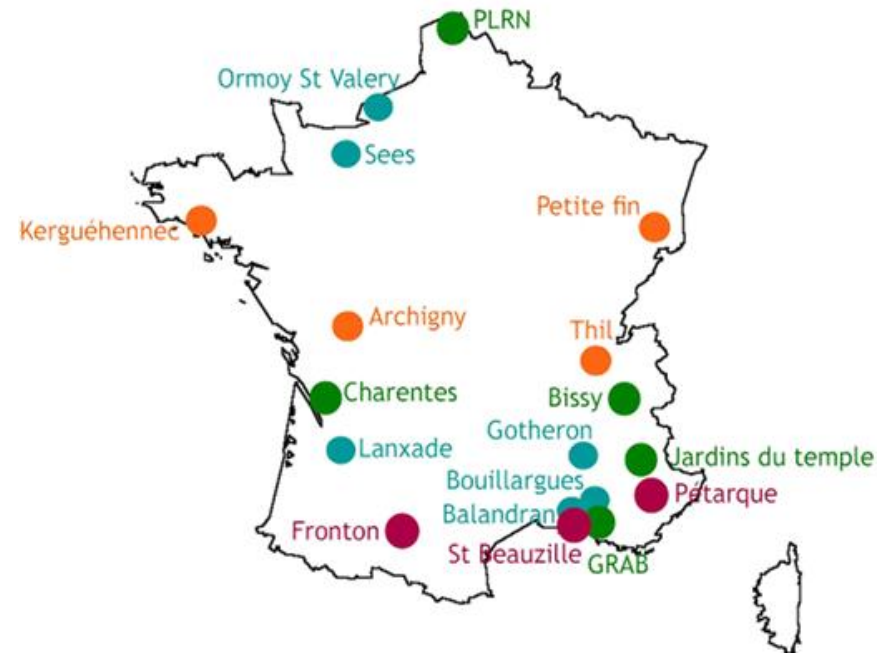 PLRN
Ormoy St Valery
Sees
Petite fin
Kerguéhennec
Archigny
Thil
Charentes
Bissy
Gotheron
Lanxade
Jardins du temple
Bouillargues
Pétarque
Balandran
Fronton
St Beauzille
GRAB